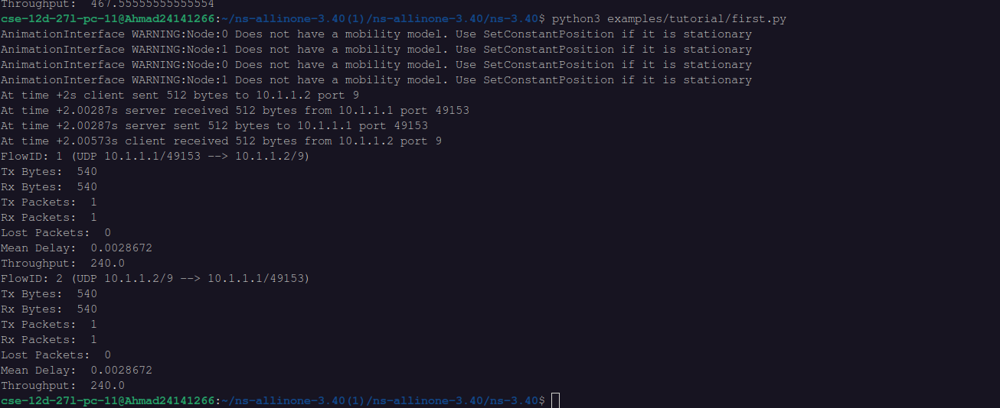 Throughput:  467.55555555555554
cse-12d-27l-pc-11@Ahmad24141266:~/ns-allinone-3.40(1)/ns-allinone-3.40/ns-3.40$ python3 examples/tutorial/first.py
AnimationInterface WARNING:Node:0 Does not have a mobility model. Use SetConstantPosition if it is stationary
AnimationInterface WARNING:Node:1 Does not have a mobility model. Use SetConstantPosition if it is stationary
AnimationInterface WARNING:Node:0 Does not have a mobility model. Use SetConstantPosition if it is stationary
AnimationInterface WARNING:Node:1 Does not have a mobility model. Use SetConstantPosition if it is stationary
At time +2s client sent 512 bytes to 10.1.1.2 port 9
At time +2.00287s server received 512 bytes from 10.1.1.1 port 49153
At time +2.00287s server sent 512 bytes to 10.1.1.1 port 49153
At time +2.00573s client received 512 bytes from 10.1.1.2 port 9
FlowID: 1 (UDP 10.1.1.1/49153 --> 10.1.1.2/9)
Tx Bytes:  540
Rx Bytes:  540
Tx Packets:  1
Rx Packets:  1
Lost Packets:  0
Mean Delay:  0.0028672
Throughput:  240.0
FlowID: 2 (UDP 10.1.1.2/9 --> 10.1.1.1/49153)
Tx Bytes:  540
Rx Bytes:  540
Tx Packets:  1
Rx Packets:  1
Lost Packets:  0
Mean Delay:  0.0028672
Throughput:  240.0
cse-12d-27l-pc-11@Ahmad24141266:~/ns-allinone-3.40(1)/ns-allinone-3.40/ns-3.40$